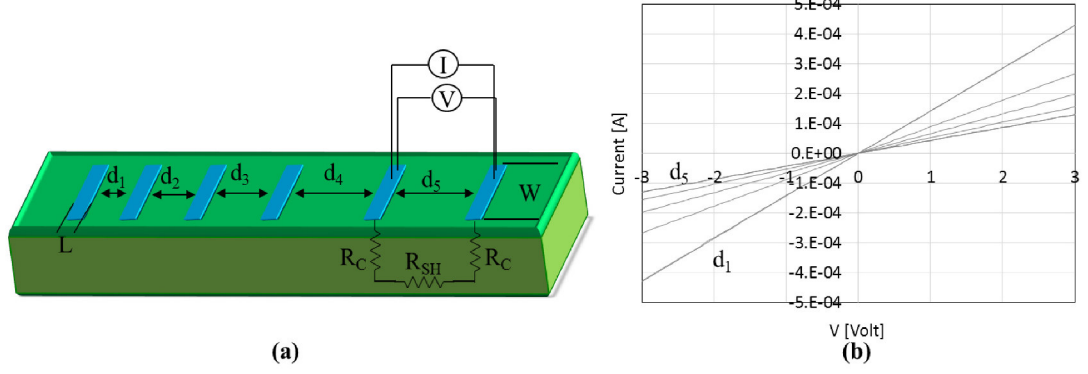 I
V
d1
d2
d3
d4
d5
W
L
RC
RSH
RC
(a)
5.E-04
4.E-04
3.E-04
2.E-04
1.E-04
0.E+00
-3 -2 -1 0 1 2 3
-1.E-04
-2.E-04
-3.E-04
-4.E-04
-5.E-04
Current [A]
d5
d1
V [Volt]
(b)